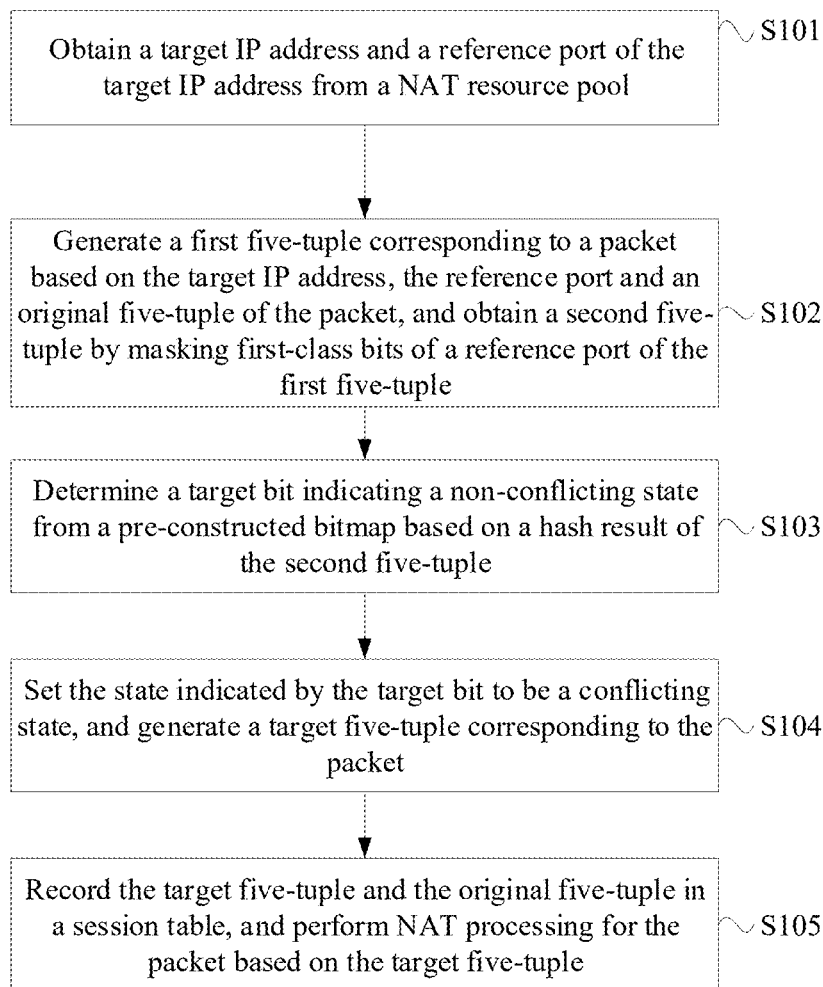 Obtain a target IP address and a reference port of the
target IP address from a NAT resource pool
S101
Generate a first five-tuple corresponding to a packet
based on the target IP address, the reference port and an
original five-tuple of the packet, and obtain a second five-
tuple by masking first-class bits of a reference port of the
first five-tuple
S102
Determine a target bit indicating a non-conflicting state
from a pre-constructed bitmap based on a hash result of
the second five-tuple
S103
Set the state indicated by the target bit to be a conflicting
state, and generate a target five-tuple corresponding to the
packet
S104
Record the target five-tuple and the original five-tuple in
a session table, and perform NAT processing for the
packet based on the target five-tuple
S105